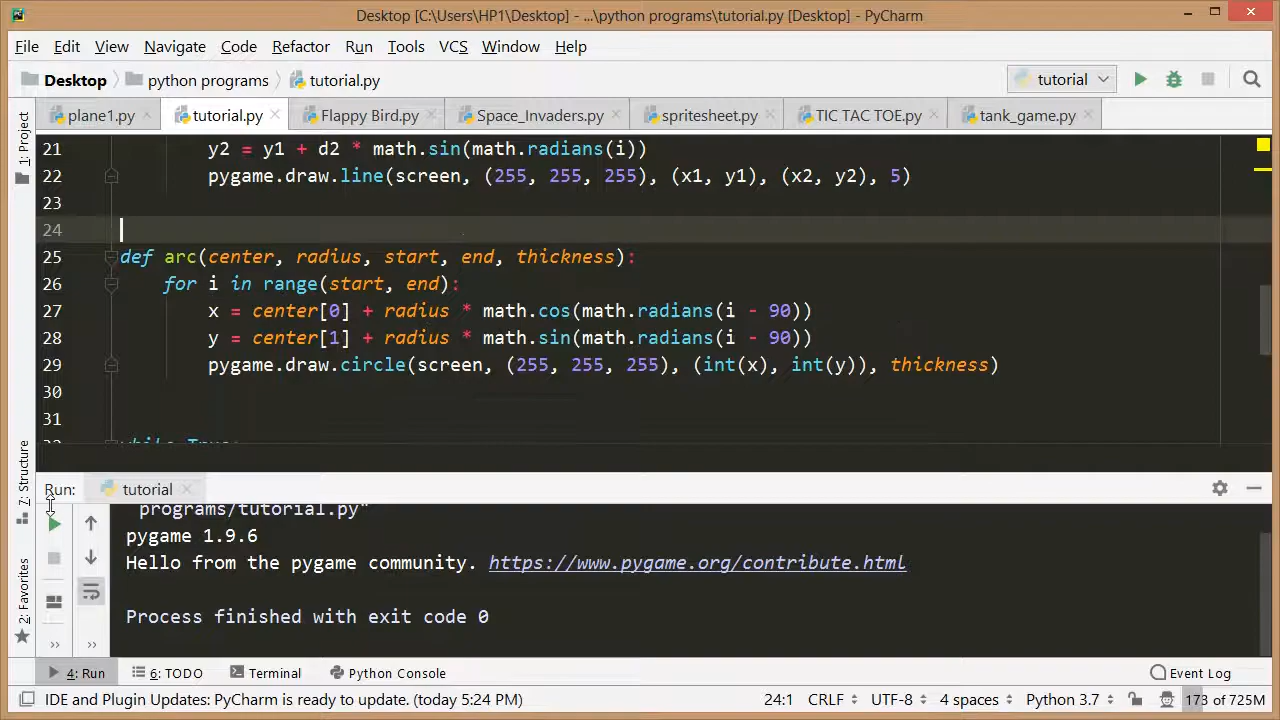 Desktop [C:\Users\HP1\Desktop] - ...\python programs\tutorial.py [Desktop] - PyCharm
File Edit View Navigate Code Refactor Run Tools VCS Window Help
Desktop python programs tutorial.py tutorial
plane1.py tutorial.py Flappy Bird.py Space_Invaders.py spritesheet.py TIC TAC TOE.py tank_game.py
1: Project
7: Structure
2: Favorites
21 y2 = y1 + d2 * math.sin(math.radians(i))
22 pygame.draw.line(screen, (255, 255, 255), (x1, y1), (x2, y2), 5)
23
24
25 def arc(center, radius, start, end, thickness):
26 for i in range(start, end):
27 x = center[0] + radius * math.cos(math.radians(i - 90))
28 y = center[1] + radius * math.sin(math.radians(i - 90))
29 pygame.draw.circle(screen, (255, 255, 255), (int(x), int(y)), thickness)
30
31
32 while True:
Run: tutorial
programs/tutorial.py"
pygame 1.9.6
Hello from the pygame community. https://www.pygame.org/contribute.html
Process finished with exit code 0
4: Run 6: TODO Terminal Python Console Event Log
IDE and Plugin Updates: PyCharm is ready to update. (today 5:24 PM) 24:1 CRLF UTF-8 4 spaces Python 3.7 173 of 725M